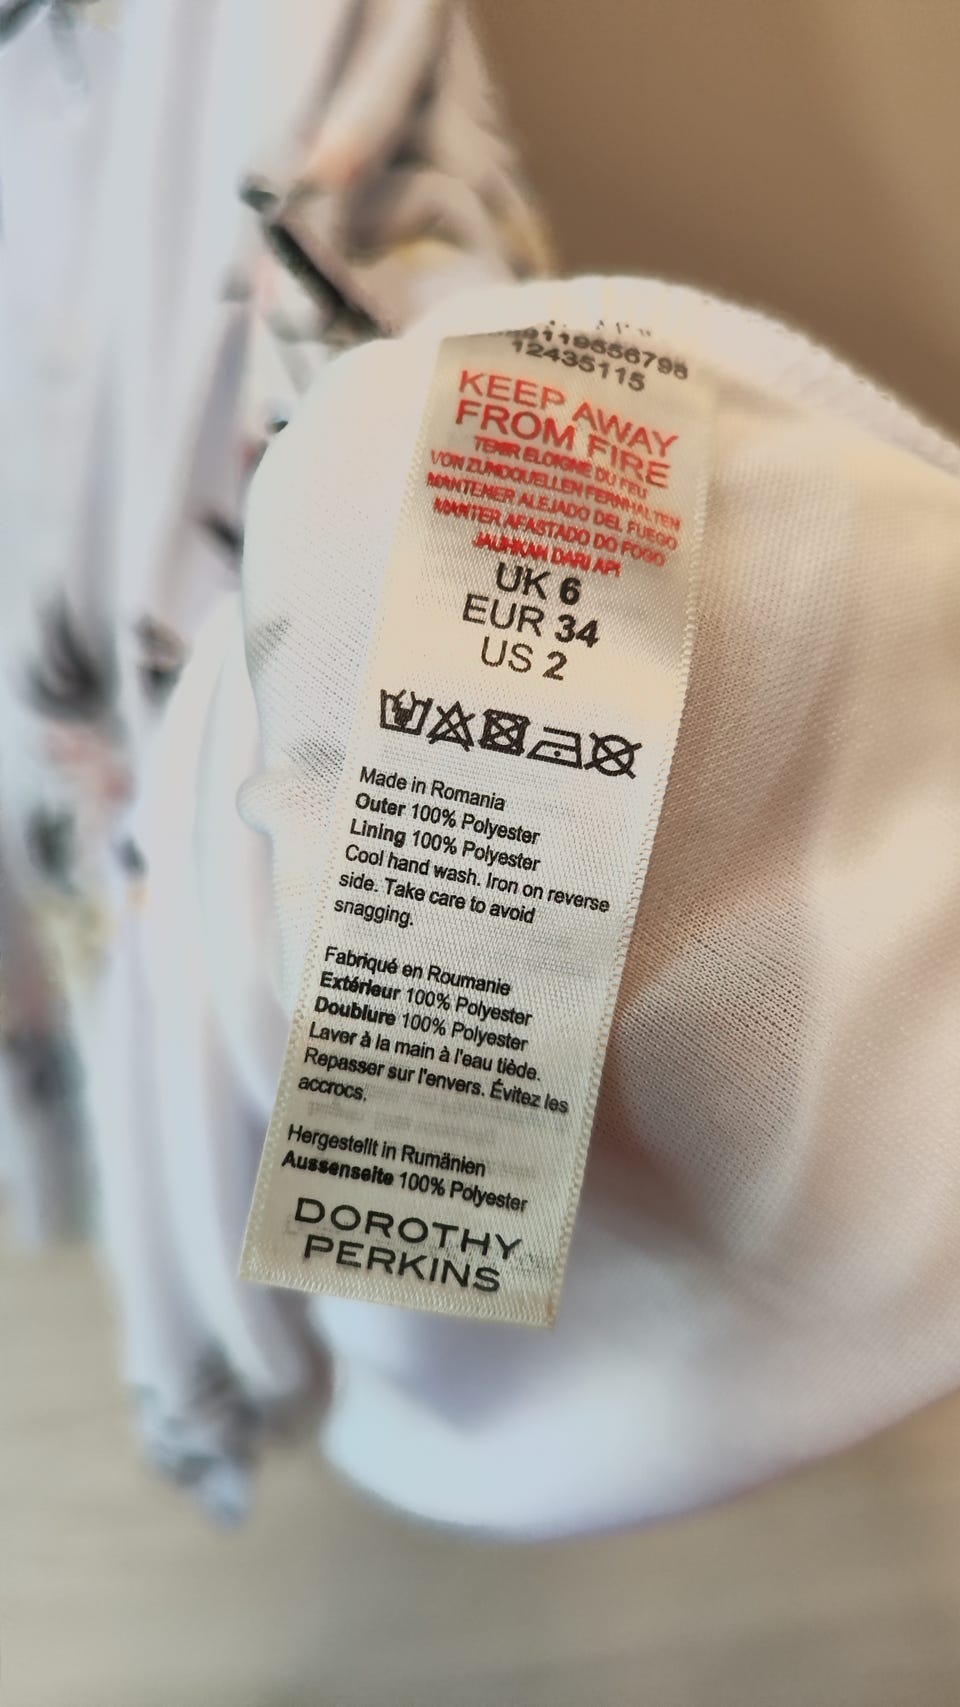 12435115
KEEP AWAY
FROM FIRE
TENIR ELOIGNE DU FEU
VON ZUNDQUELLEN FERNHALTEN
MANTENER ALEJADO DEL FUEGO
MANTER AFASTADO DO FOGO
JAUHKAN DARI API
UK 6
EUR 34
US 2
Made in Romania
Outer 100% Polyester
Lining 100% Polyester
Cool hand wash. Iron on reverse
side. Take care to avoid
snagging.
Fabriqué en Roumanie
Extérieur 100% Polyester
Doublure 100% Polyester
Laver à la main à l'eau tiède.
Repasser sur l'envers. Évitez les
accrocs.
Hergestellt in Rumänien
Aussenseite 100% Polyester
DOROTHY
PERKINS